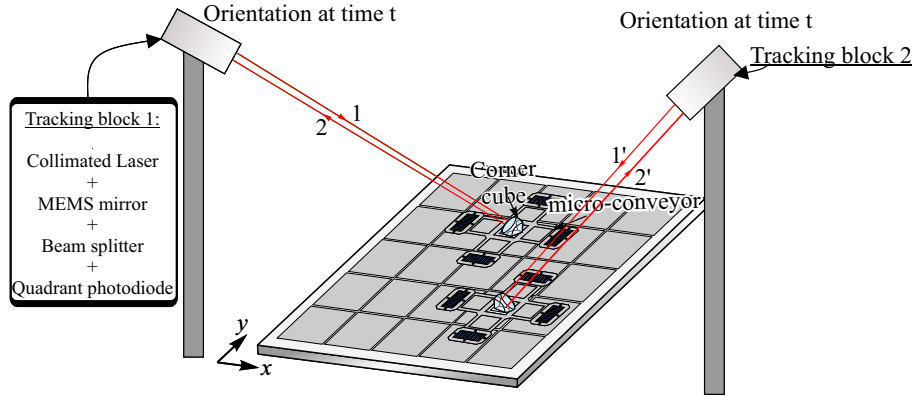 Orientation at time t
Orientation at time t
Tracking block 2
Tracking block 1:
Collimated Laser
+
MEMS mirror
+
Beam splitter
+
Quadrant photodiode
1
2
1'
2'
Corner
cube
micro-conveyor
y
x